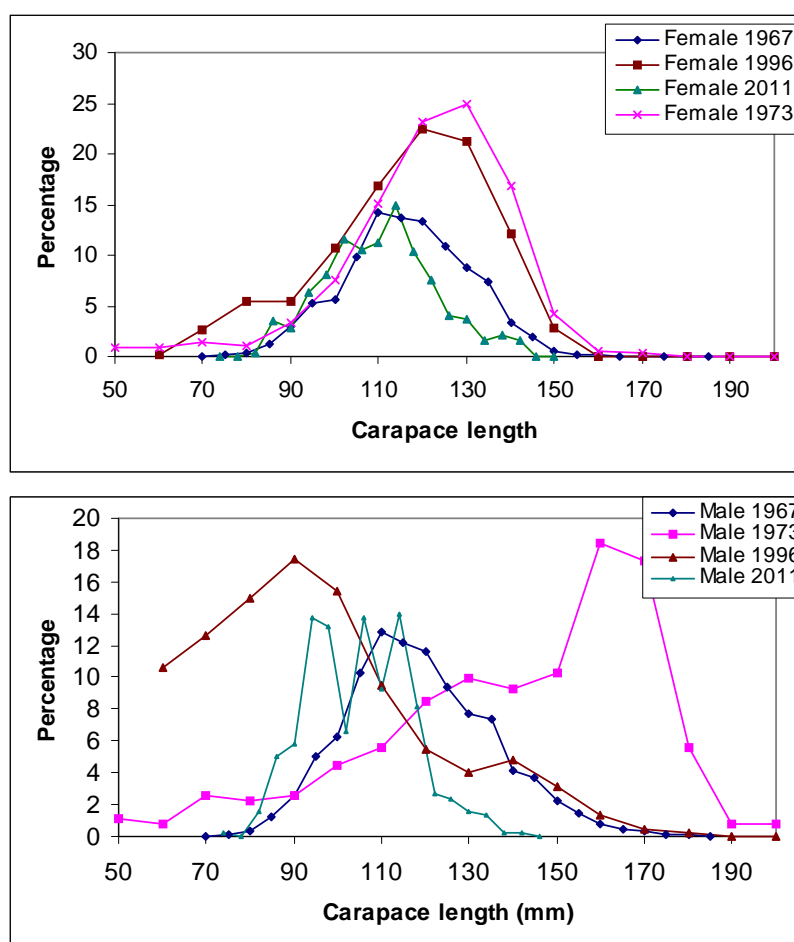 30
25
20
15
10
5
0
Percentage
50 70 90 110 130 150 170 190
Carapace length
Female 1967
Female 1996
Female 2011
Female 1973
20
18
16
14
12
10
8
6
4
2
0
Percentage
50 70 90 110 130 150 170 190
Carapace length (mm)
Male 1967
Male 1973
Male 1996
Male 2011